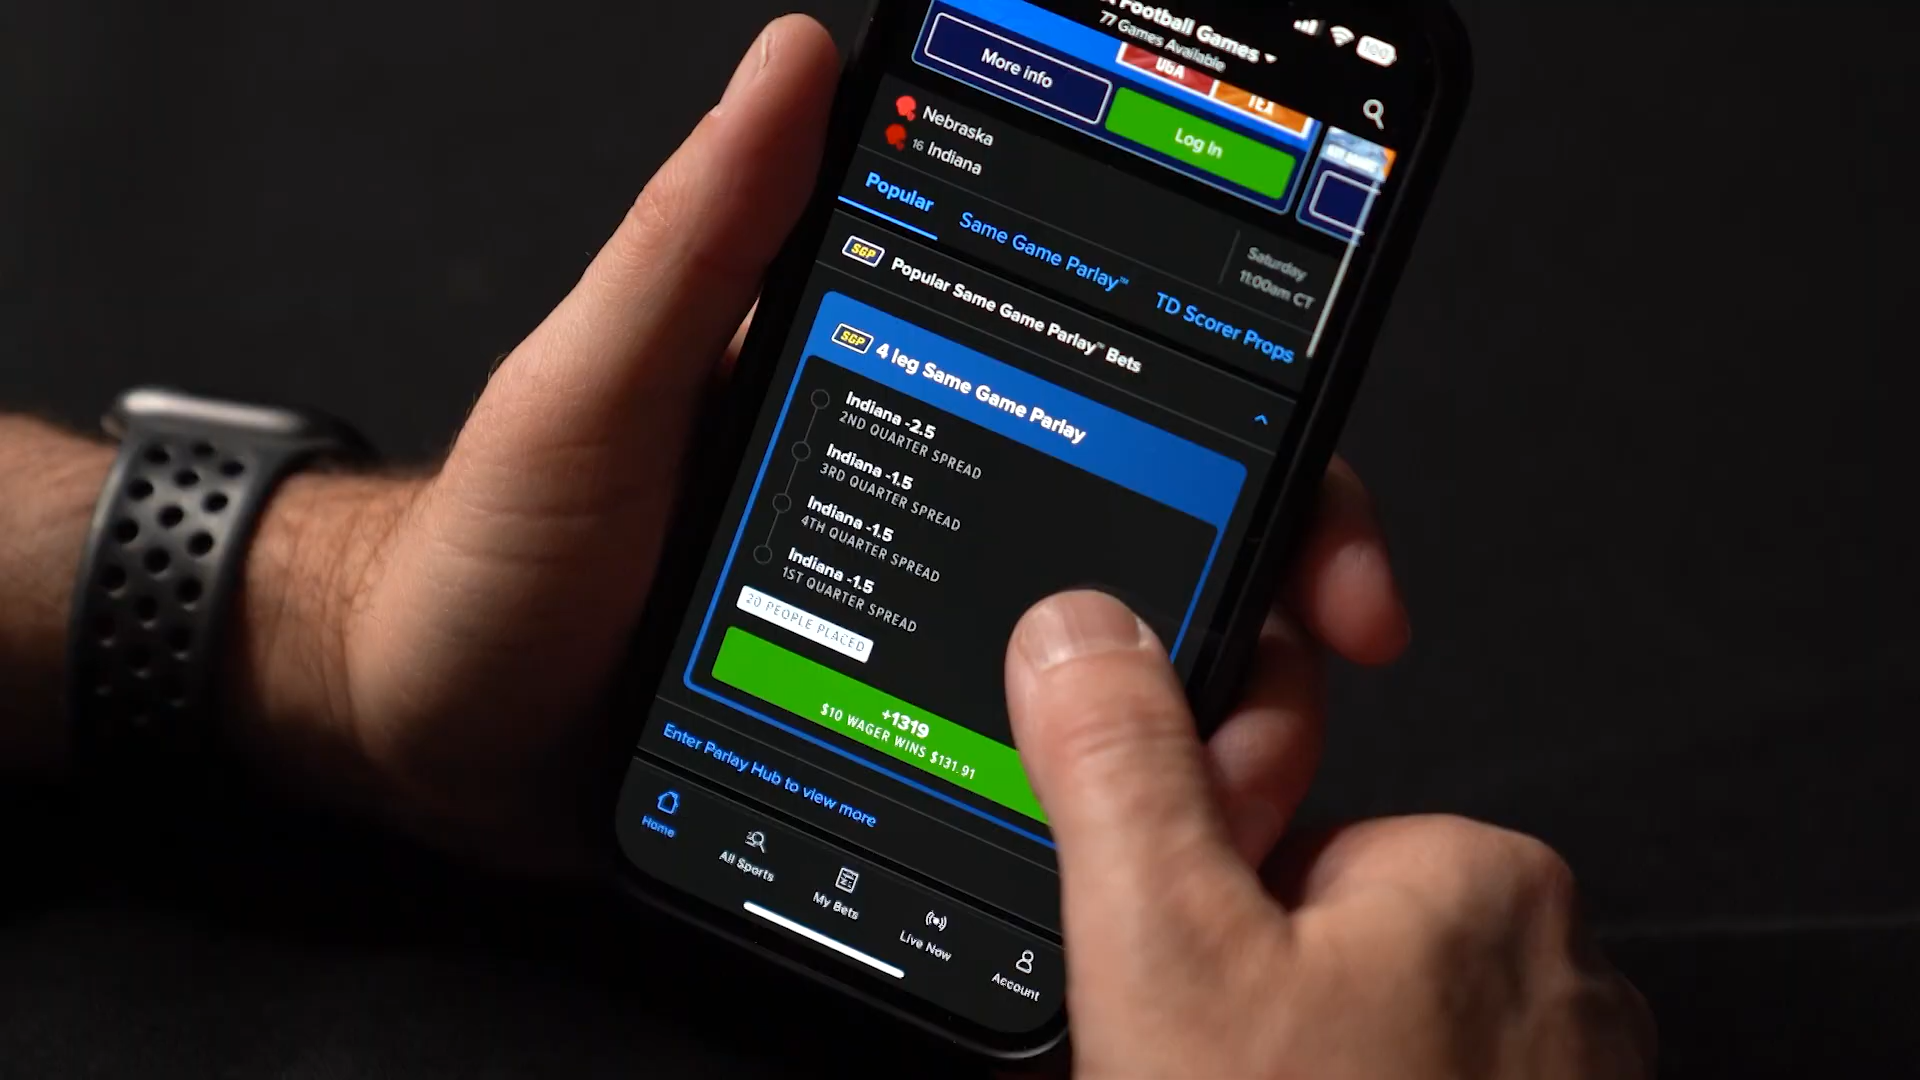 Football Games
77 Games Available
100
UGA
TEX
More info
Log In
Nebraska
16 Indiana
Popular
Same Game Parlay™
TD Scorer Props
Saturday
11:00am CT
SGP Popular Same Game Parlay™ Bets
SGP 4 leg Same Game Parlay
Indiana -2.5
2ND QUARTER SPREAD
Indiana -1.5
3RD QUARTER SPREAD
Indiana -1.5
4TH QUARTER SPREAD
Indiana -1.5
1ST QUARTER SPREAD
20 PEOPLE PLACED
+1319
$10 WAGER WINS $131.91
Enter Parlay Hub to view more
Home
All Sports
My Bets
Live Now
Account